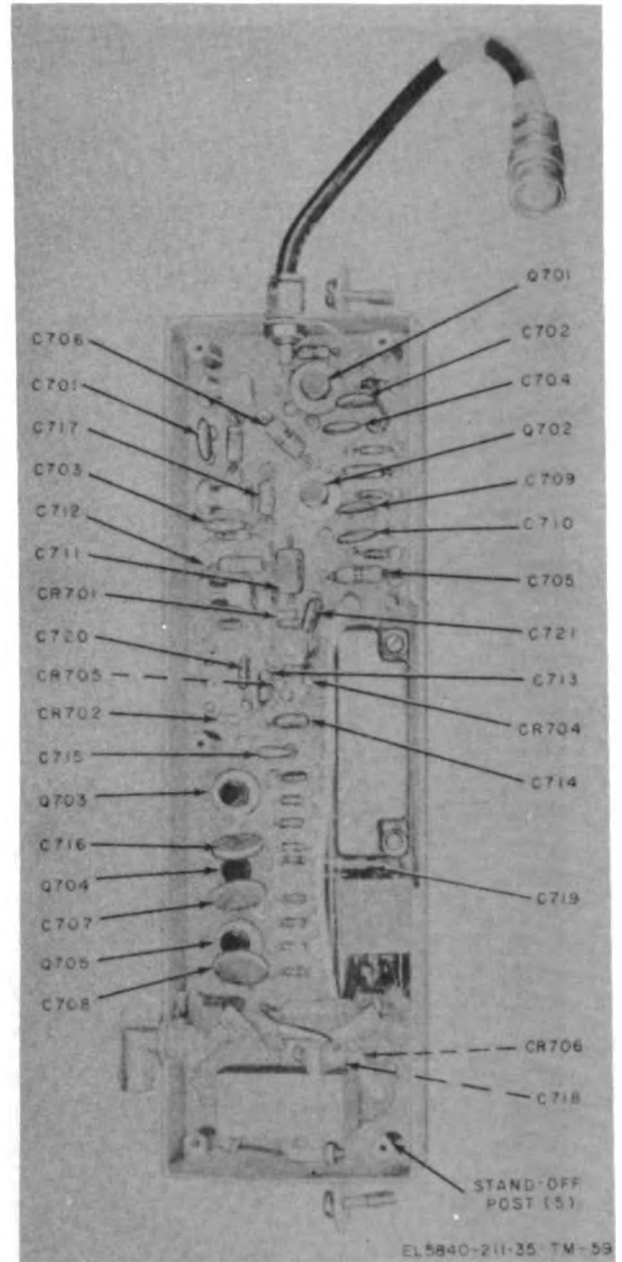 Q701
C706
C702
C701
C704
C717
Q702
C703
C709
C712
C710
C711
C705
CR701
C721
C720
C713
CR705
CR704
CR702
C714
C715
Q703
C716
C719
Q704
C707
Q705
C708
CR706
C718
STAND-OFF
POST (5)
EL5840-211-35-TM-59